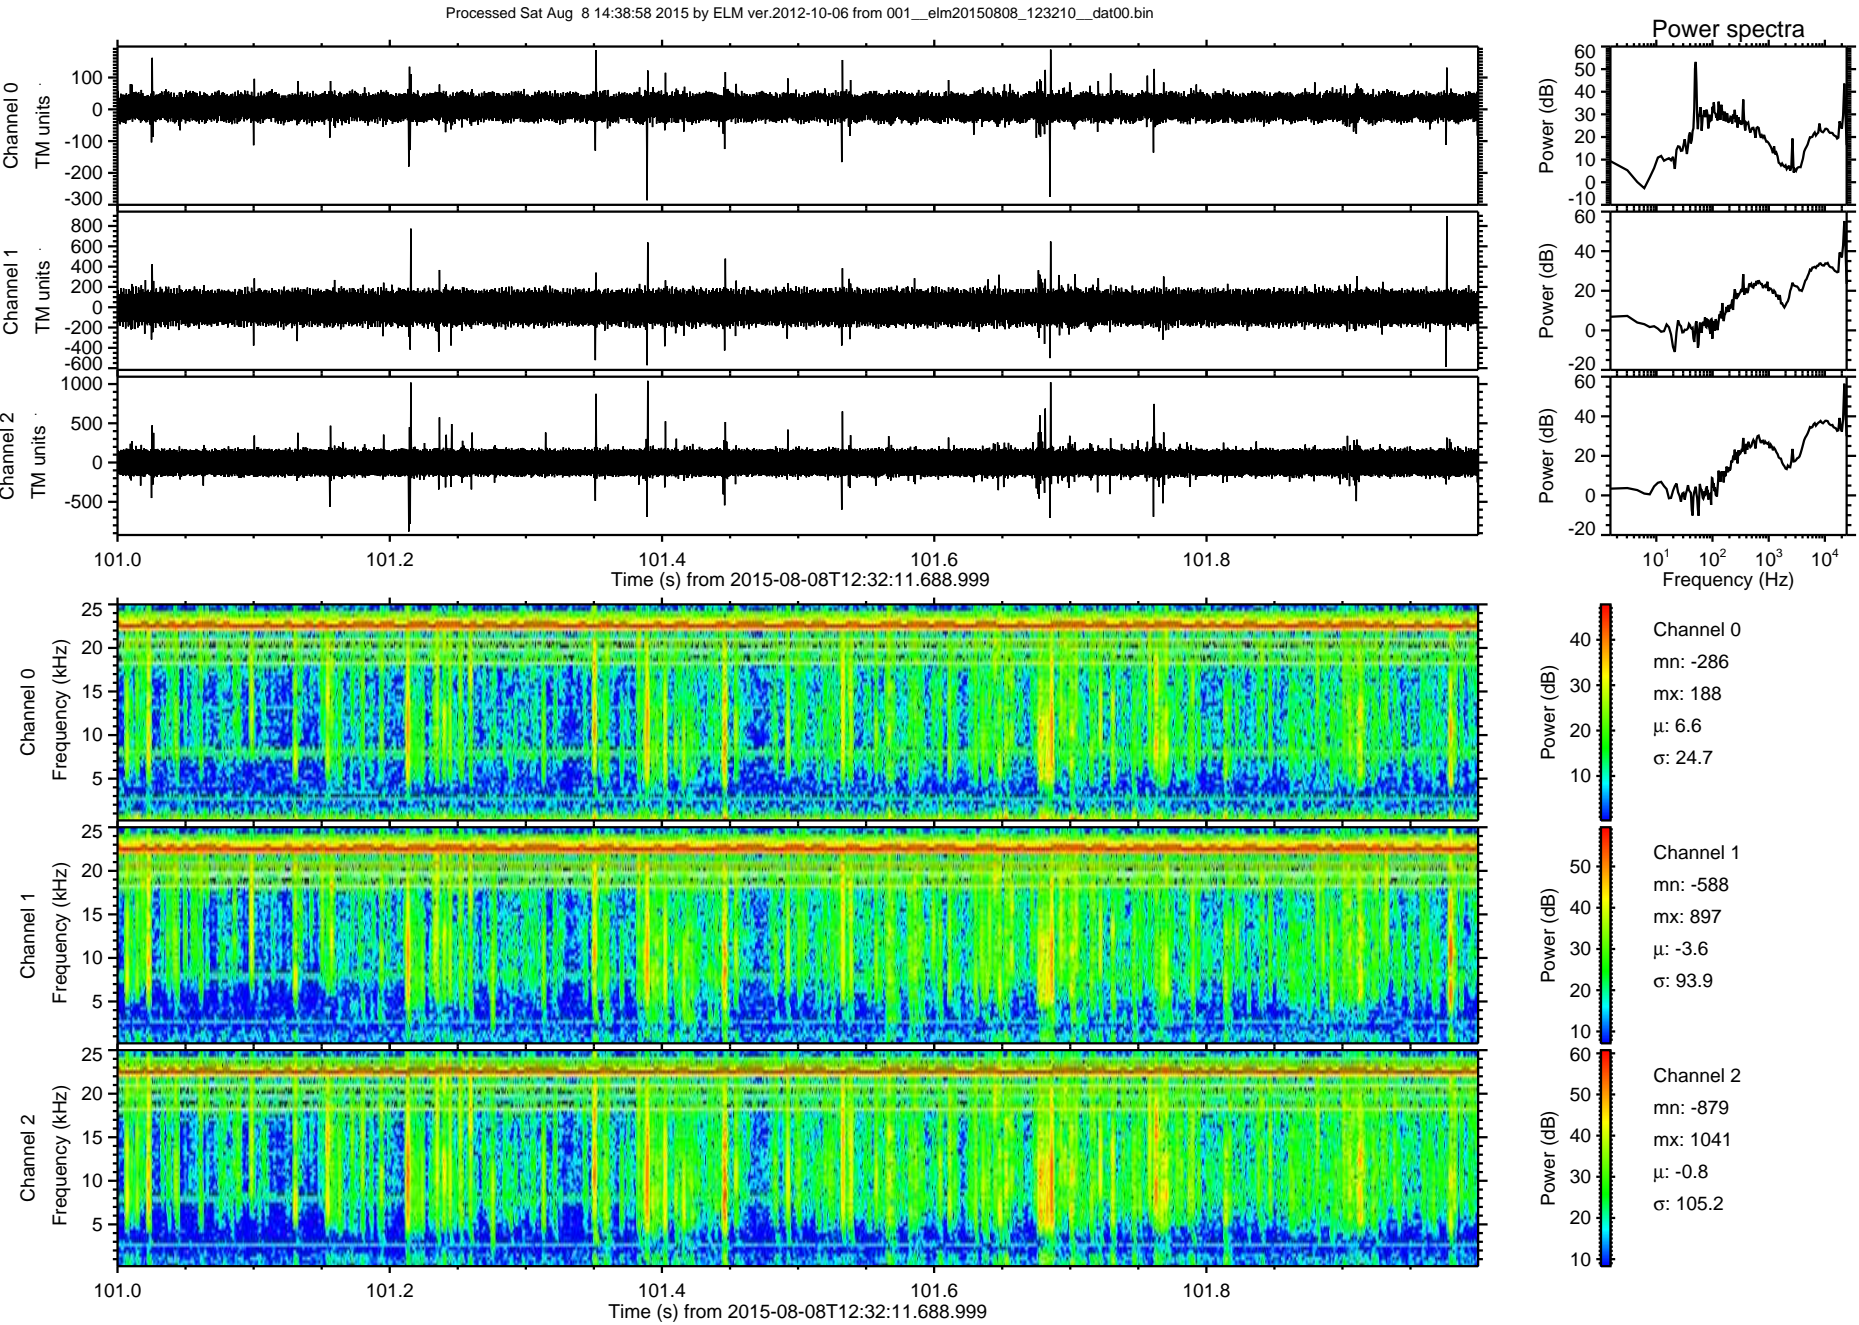 Processed Sat Aug  8 14:38:58 2015 by ELM ver.2012-10-06 from 001__elm20150808_123210__dat00.bin
Power spectra
Channel 0
TM units
100
0
-100
-200
-300
Power (dB)
60
50
40
30
20
10
0
-10
Channel 1
TM units
800
600
400
200
0
-200
-400
-600
Power (dB)
60
40
20
0
-20
Channel 2
TM units
1000
500
0
-500
Power (dB)
60
40
20
0
-20
101.0 101.2 101.4 101.6 101.8
Time (s) from 2015-08-08T12:32:11.688.999
10¹ 10² 10³ 10⁴
Frequency (Hz)
Channel 0
Frequency (kHz)
25
20
15
10
5
Power (dB)
40
30
20
10
Channel 0
mn: -286
mx: 188
μ: 6.6
σ: 24.7
Channel 1
Frequency (kHz)
25
20
15
10
5
Power (dB)
50
40
30
20
10
Channel 1
mn: -588
mx: 897
μ: -3.6
σ: 93.9
Channel 2
Frequency (kHz)
25
20
15
10
5
Power (dB)
60
50
40
30
20
10
Channel 2
mn: -879
mx: 1041
μ: -0.8
σ: 105.2
101.0 101.2 101.4 101.6 101.8
Time (s) from 2015-08-08T12:32:11.688.999